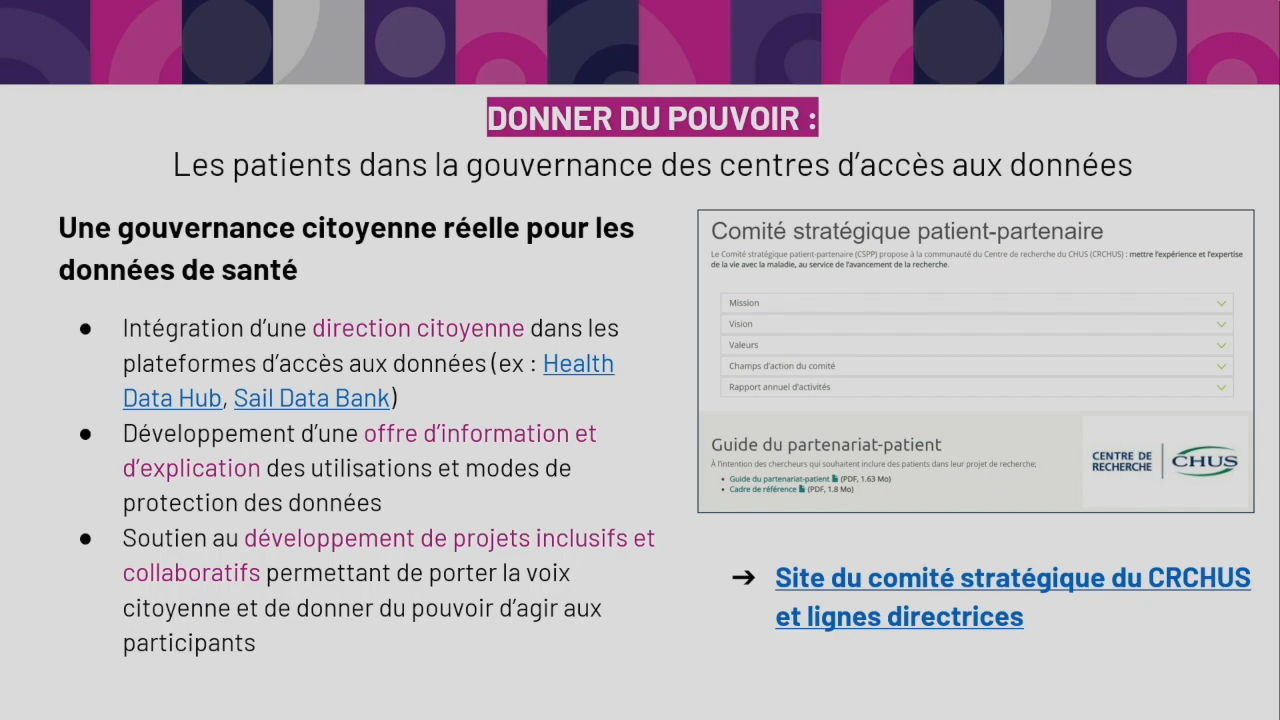 DONNER DU POUVOIR :
Les patients dans la gouvernance des centres d’accès aux données
Une gouvernance citoyenne réelle pour les
données de santé
● Intégration d’une direction citoyenne dans les
plateformes d’accès aux données (ex : Health
Data Hub, Sail Data Bank)
● Développement d’une offre d’information et
d’explication des utilisations et modes de
protection des données
● Soutien au développement de projets inclusifs et
collaboratifs permettant de porter la voix
citoyenne et de donner du pouvoir d’agir aux
participants
Comité stratégique patient-partenaire
Le Comité stratégique patient-partenaire (CSPP) propose à la communauté du Centre de recherche du CHUS (CRCHUS) : mettre l’expérience et l’expertise
de la vie avec la maladie, au service de l’avancement de la recherche.
Mission
Vision
Valeurs
Champs d’action du comité
Rapport annuel d’activités
Guide du partenariat-patient
À l’intention des chercheurs qui souhaitent inclure des patients dans leur projet de recherche;
• Guide du partenariat-patient (PDF, 1.63 Mo)
• Cadre de référence (PDF, 1.8 Mo)
CENTRE DE
RECHERCHE
CHUS
➔ Site du comité stratégique du CRCHUS
et lignes directrices